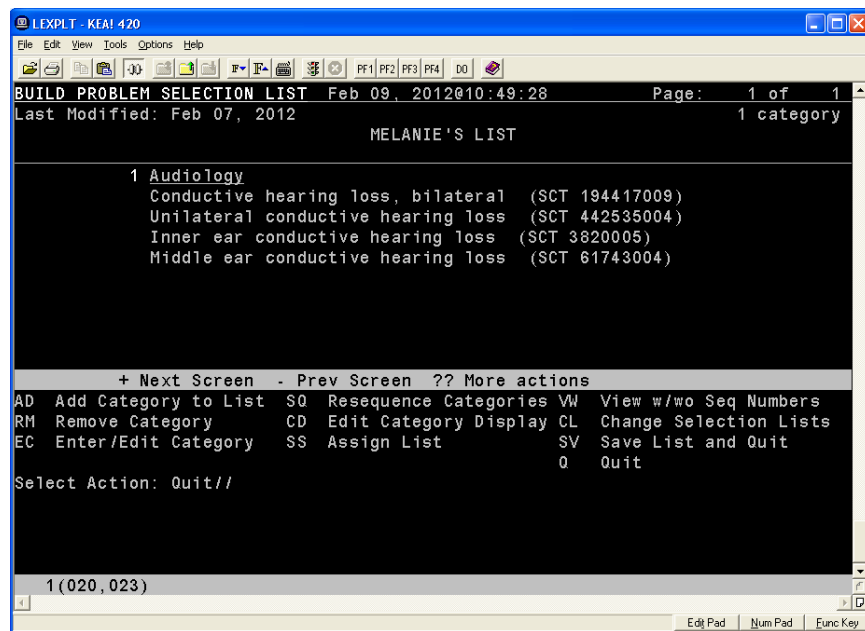 LEXPLT - KEA! 420
File Edit View Tools Options Help
PF1 PF2 PF3 PF4 DO
BUILD PROBLEM SELECTION LIST Feb 09, 2012@10:49:28 Page: 1 of 1
Last Modified: Feb 07, 2012 1 category
MELANIE'S LIST
1 Audiology
Conductive hearing loss, bilateral (SCT 194417009)
Unilateral conductive hearing loss (SCT 442535004)
Inner ear conductive hearing loss (SCT 3820005)
Middle ear conductive hearing loss (SCT 61743004)
+ Next Screen - Prev Screen ?? More actions
AD Add Category to List SQ Resequence Categories VW View w/wo Seq Numbers
RM Remove Category CD Edit Category Display CL Change Selection Lists
EC Enter/Edit Category SS Assign List SV Save List and Quit
Q Quit
Select Action: Quit//
1(020,023)
Edit Pad Num Pad Func Key